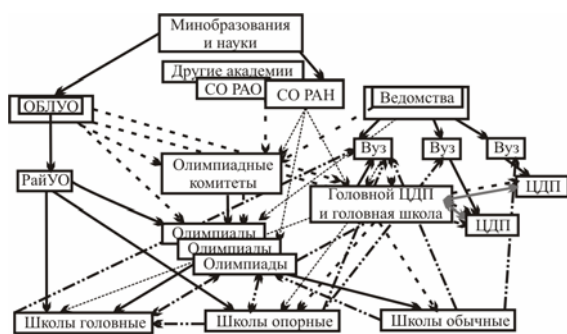 Минобразования
и науки
Другие академии
СО РАО
СО РАН
ОБЛУО
Ведомства
Вуз
Вуз
Вуз
РайУО
Олимпиадные
комитеты
Головной ЦДП
и головная школа
ЦДП
ЦДП
Олимпиады
Олимпиады
Олимпиады
Школы головные
Школы опорные
Школы обычные